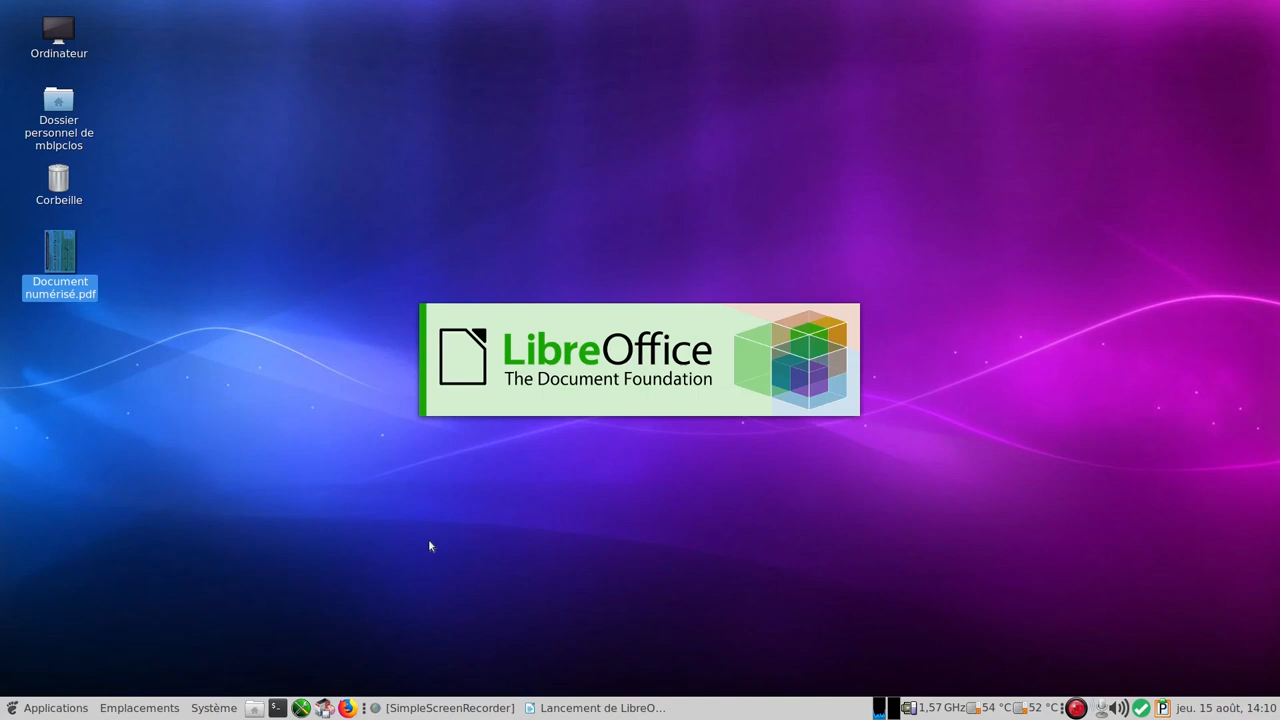 Ordinateur
Dossier
personnel de
mblpclos
Corbeille
Document
numérisé.pdf
LibreOffice
The Document Foundation
Applications Emplacements Système [SimpleScreenRecorder] Lancement de LibreO... 1,57 GHz 54 °C 52 °C jeu. 15 août, 14:10